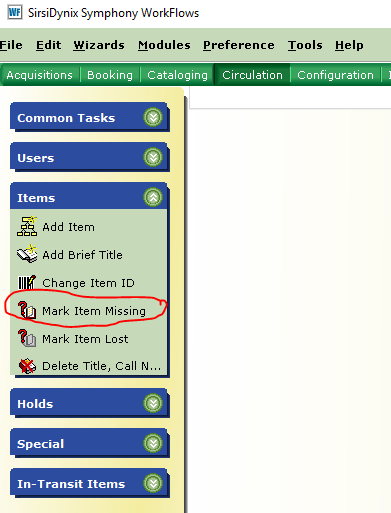 WF SirsiDynix Symphony WorkFlows
File Edit Wizards Modules Preference Tools Help
Acquisitions Booking Cataloging Circulation Configuration
Common Tasks
Users
Items
Add Item
Add Brief Title
Change Item ID
Mark Item Missing
Mark Item Lost
Delete Title, Call N...
Holds
Special
In-Transit Items